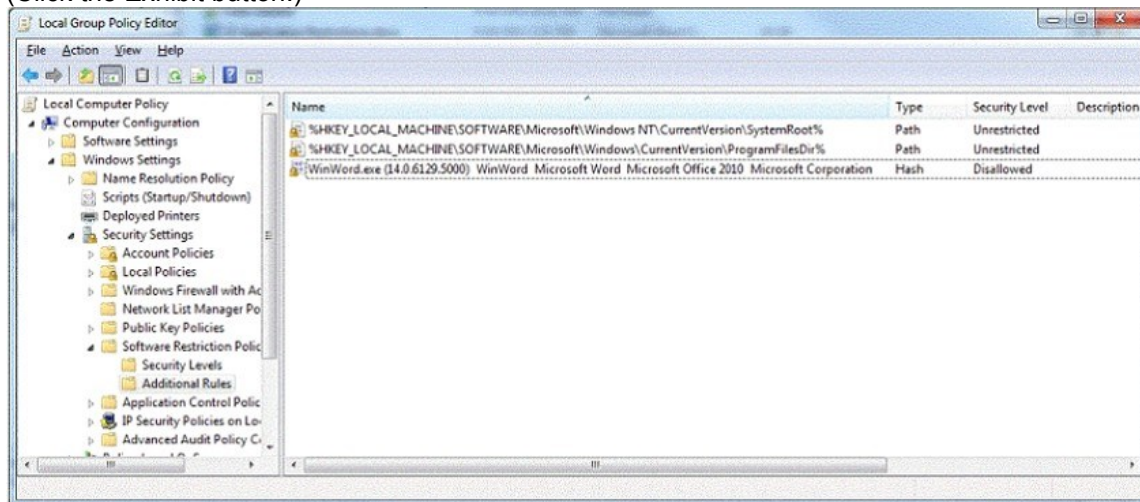 (Click the Exhibit button.)
Local Group Policy Editor
File Action View Help
Local Computer Policy
Computer Configuration
Software Settings
Windows Settings
Name Resolution Policy
Scripts (Startup/Shutdown)
Deployed Printers
Security Settings
Account Policies
Local Policies
Windows Firewall with Ad
Network List Manager Po
Public Key Policies
Software Restriction Polic
Security Levels
Additional Rules
Application Control Polic
IP Security Policies on Lo
Advanced Audit Policy C
Name Type Security Level Description
%HKEY_LOCAL_MACHINE\SOFTWARE\Microsoft\Windows NT\CurrentVersion\SystemRoot% Path Unrestricted
%HKEY_LOCAL_MACHINE\SOFTWARE\Microsoft\Windows\CurrentVersion\ProgramFilesDir% Path Unrestricted
WinWord.exe (14.0.6129.5000) WinWord Microsoft Word Microsoft Office 2010 Microsoft Corporation Hash Disallowed